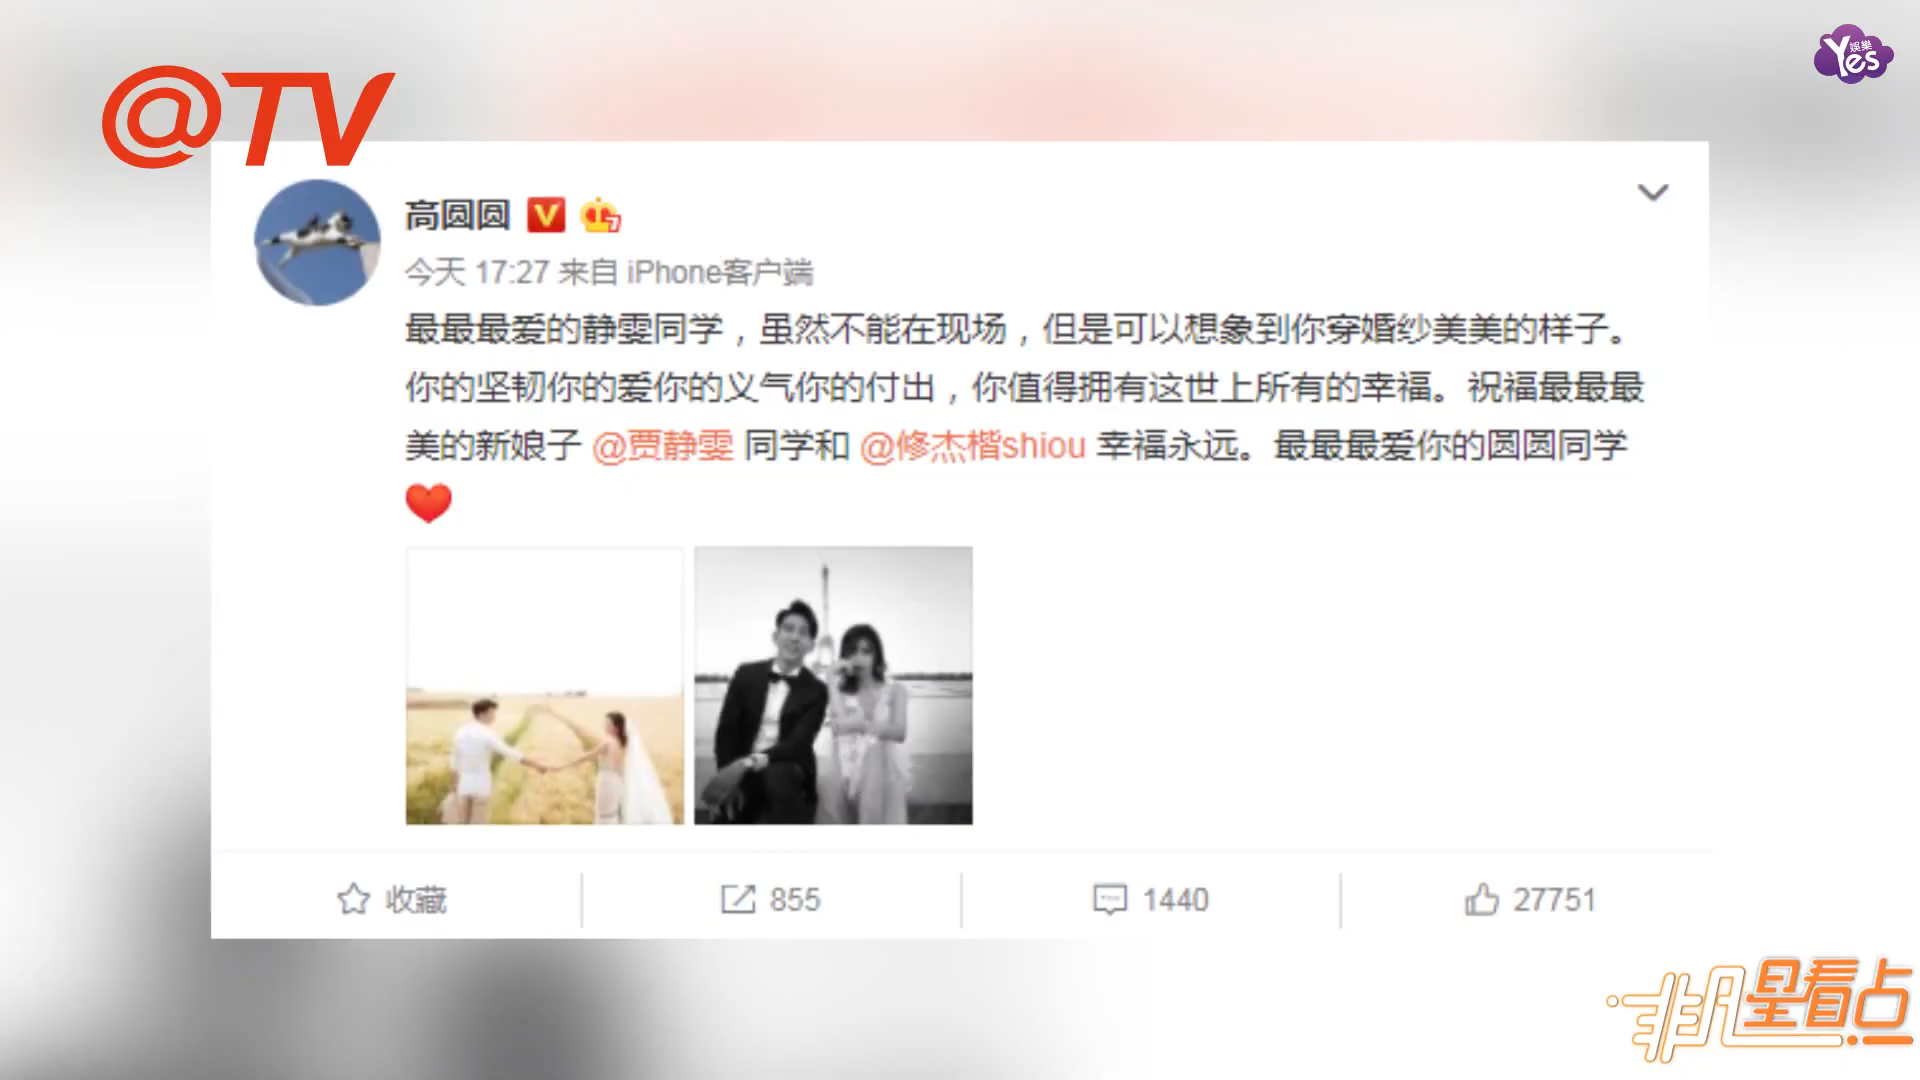 @TV
Yes
娱樂
高圆圆
今天 17:27 来自 iPhone客户端
最最最爱的静雯同学，虽然不能在现场，但是可以想象到你穿婚纱美美的样子。
你的坚韧你的爱你的义气你的付出，你值得拥有这世上所有的幸福。祝福最最最
美的新娘子 @贾静雯 同学和 @修杰楷shiou 幸福永远。最最最爱你的圆圆同学
收藏
855
1440
27751
非凡星看点